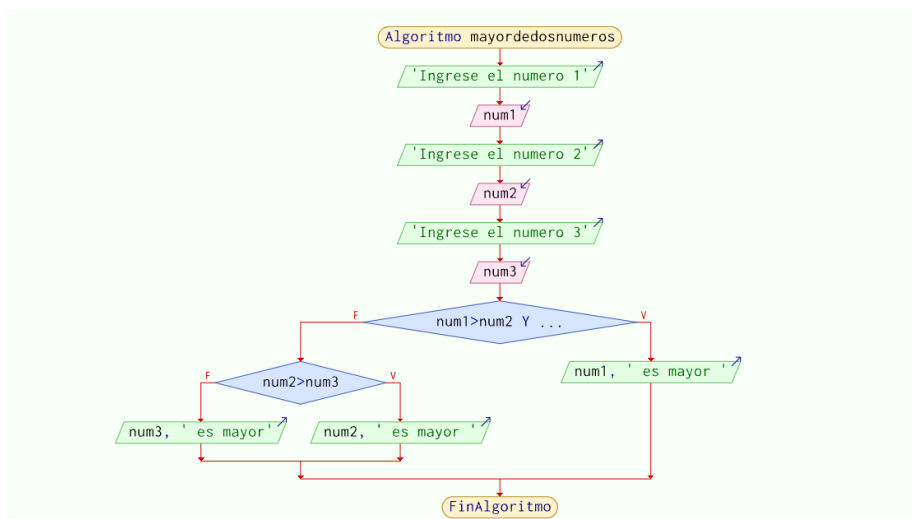 Algoritmo mayordedosnumeros
'Ingrese el numero 1'
num1
'Ingrese el numero 2'
num2
'Ingrese el numero 3'
num3
F
num1>num2 Y ...
V
F
num2>num3
V
num1, ' es mayor '
num3, ' es mayor'
num2, ' es mayor '
FinAlgoritmo